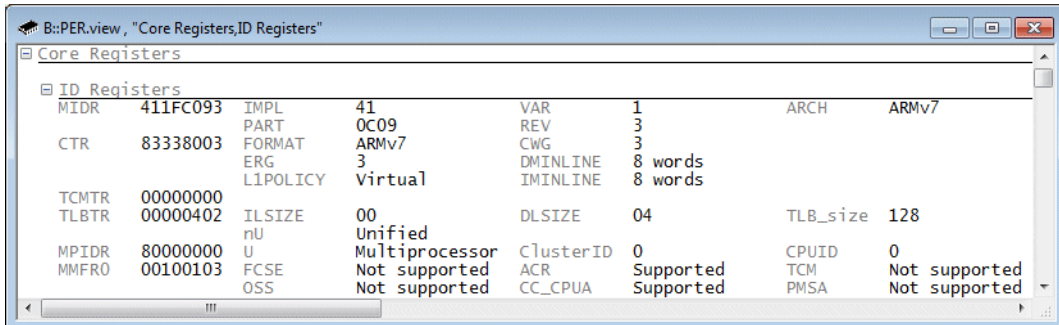 B::PER.view , "Core Registers,ID Registers"
Core Registers
ID Registers
MIDR 411FC093 IMPL 41 VAR 1 ARCH ARMv7
PART 0C09 REV 3
CTR 83338003 FORMAT ARMv7 CWG 3
ERG 3 DMINLINE 8 words
L1POLICY Virtual IMINLINE 8 words
TCMTR 00000000
TLBTR 00000402 ILSIZE 00 DLSIZE 04 TLB_size 128
nU Unified
MPIDR 80000000 U Multiprocessor ClusterID 0 CPUID 0
MMFR0 00100103 FCSE Not supported ACR Supported TCM Not supported
OSS Not supported CC_CPUA Supported PMSA Not supported